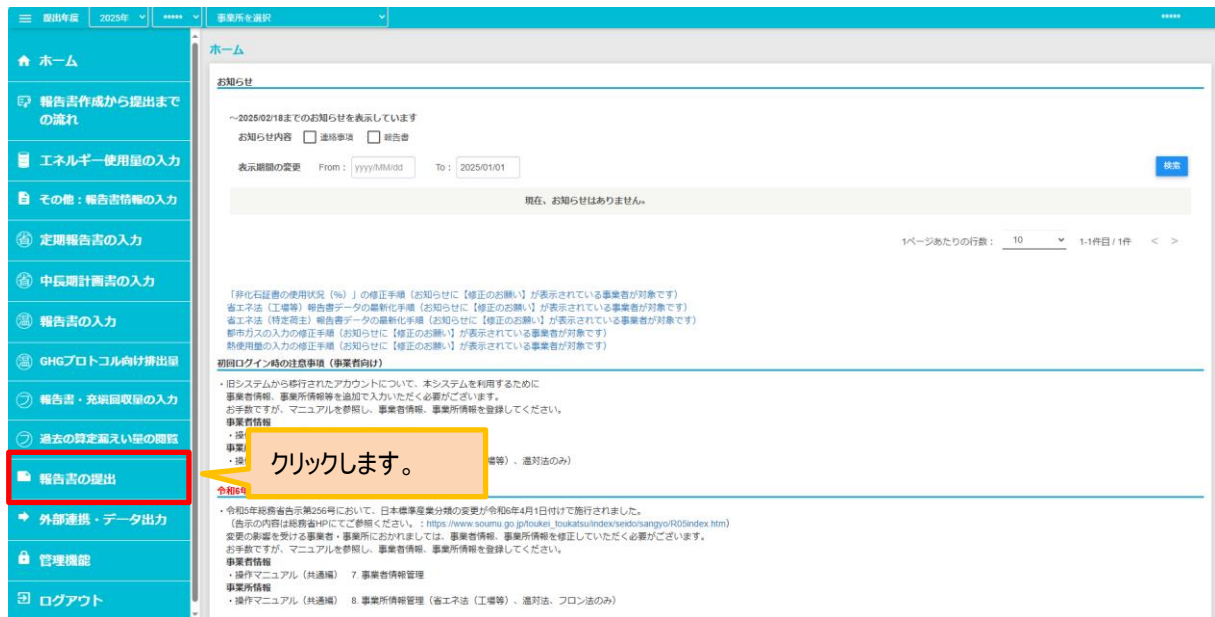 提出年度 2025年 ***** 事業所を選択 *****
ホーム
報告書作成から提出まで
の流れ
エネルギー使用量の入力
その他：報告書情報の入力
定期報告書の入力
中長期計画書の入力
報告書の入力
GHGプロトコル向け排出量
報告書・充填回収量の入力
過去の算定漏えい量の閲覧
報告書の提出
外部連携・データ出力
管理機能
ログアウト
ホーム
お知らせ
～2025/02/18までのお知らせを表示しています
お知らせ内容 連絡事項 報告書
表示期間の変更 From： yyyy/MM/dd To： 2025/01/01 検索
現在、お知らせはありません。
1ページあたりの行数： 10 1-1件目 / 1件 < >
「非化石証書の使用状況（%）」の修正手順（お知らせに【修正のお願い】が表示されている事業者が対象です）
省エネ法（工場等）報告書データの最新化手順（お知らせに【修正のお願い】が表示されている事業者が対象です）
省エネ法（特定荷主）報告書データの最新化手順（お知らせに【修正のお願い】が表示されている事業者が対象です）
都市ガスの入力の修正手順（お知らせに【修正のお願い】が表示されている事業者が対象です）
熱使用量の入力の修正手順（お知らせに【修正のお願い】が表示されている事業者が対象です）
初回ログイン時の注意事項（事業者向け）
・旧システムから移行されたアカウントについて、本システムを利用するために
事業者情報、事業所情報等を追加で入力いただく必要がございます。
お手数ですが、マニュアルを参照し、事業者情報、事業所情報を登録してください。
事業者情報
・操
事業
・操 場等）、温対法のみ）
クリックします。
令和6年
・令和5年総務省告示第256号において、日本標準産業分類の変更が令和6年4月1日付けで施行されました。
（告示の内容は総務省HPにてご参照ください。：https://www.soumu.go.jp/toukei_toukatsu/index/seido/sangyo/R05index.htm）
変更の影響を受ける事業者・事業所におかれましては、事業者情報、事業所情報を修正していただく必要がございます。
お手数ですが、マニュアルを参照し、事業者情報、事業所情報を登録してください。
事業者情報
・操作マニュアル（共通編） 7. 事業者情報管理
事業所情報
・操作マニュアル（共通編） 8. 事業所情報管理（省エネ法（工場等）、温対法、フロン法のみ）